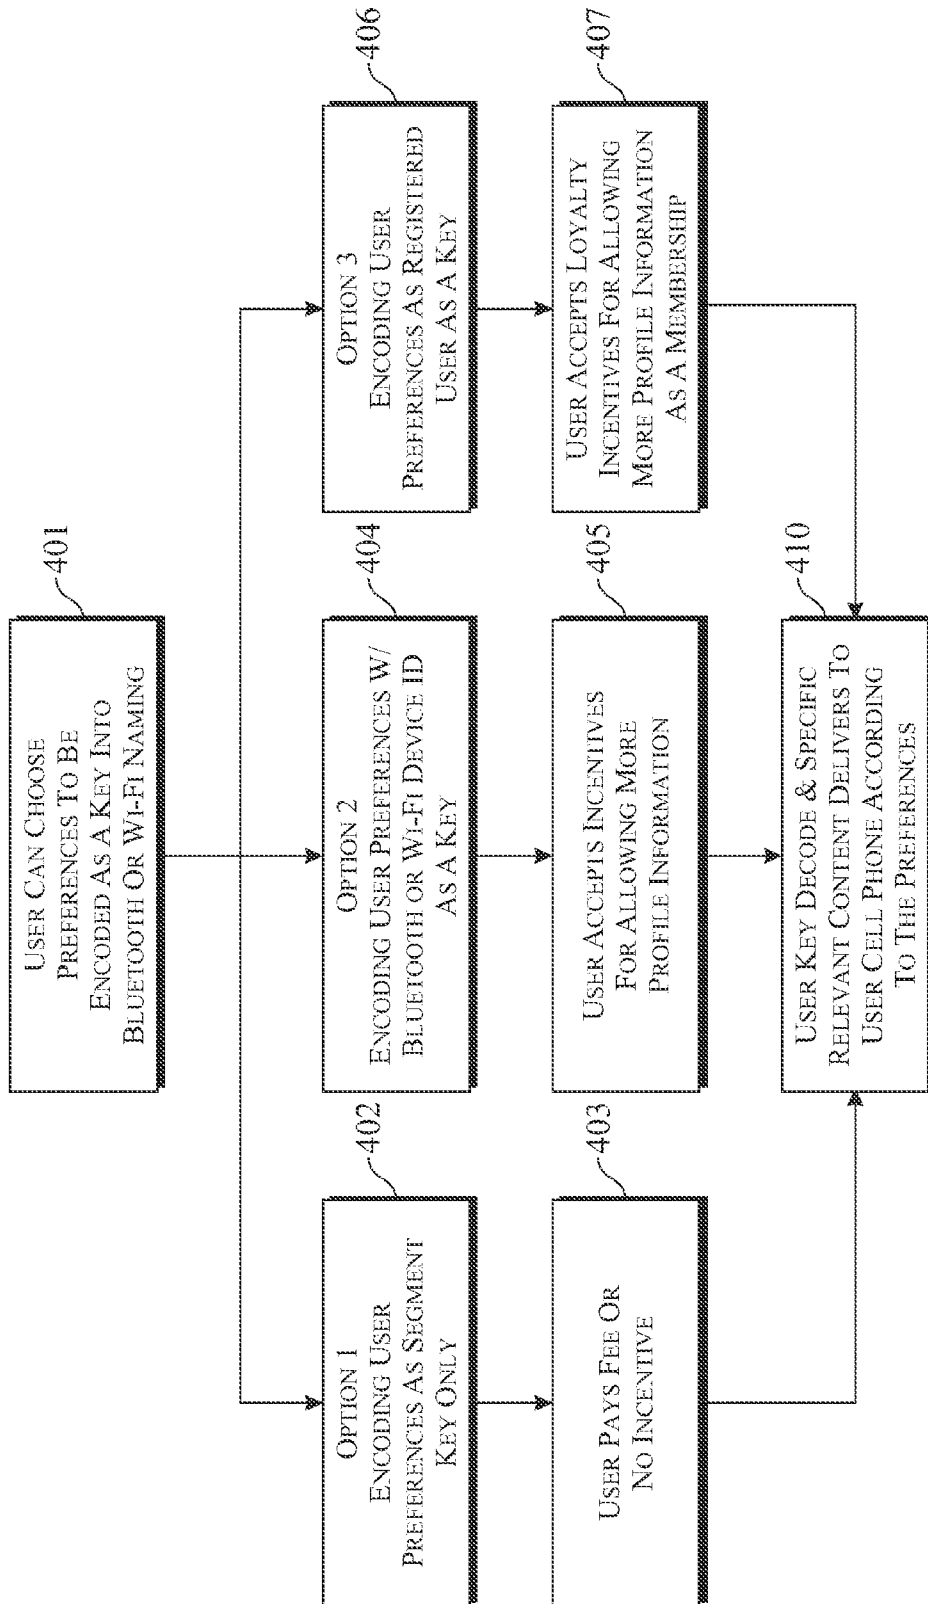 401
USER CAN CHOOSE
PREFERENCES TO BE
ENCODED AS A KEY INTO
BLUETOOTH OR WI-FI NAMING
402
OPTION 1
ENCODING USER
PREFERENCES AS SEGMENT
KEY ONLY
404
OPTION 2
ENCODING USER PREFERENCES W/
BLUETOOTH OR WI-FI DEVICE ID
AS A KEY
406
OPTION 3
ENCODING USER
PREFERENCES AS REGISTERED
USER AS A KEY
403
USER PAYS FEE OR
NO INCENTIVE
405
USER ACCEPTS INCENTIVES
FOR ALLOWING MORE
PROFILE INFORMATION
407
USER ACCEPTS LOYALTY
INCENTIVES FOR ALLOWING
MORE PROFILE INFORMATION
AS A MEMBERSHIP
410
USER KEY DECODE & SPECIFIC
RELEVANT CONTENT DELIVERS TO
USER CELL PHONE ACCORDING
TO THE PREFERENCES